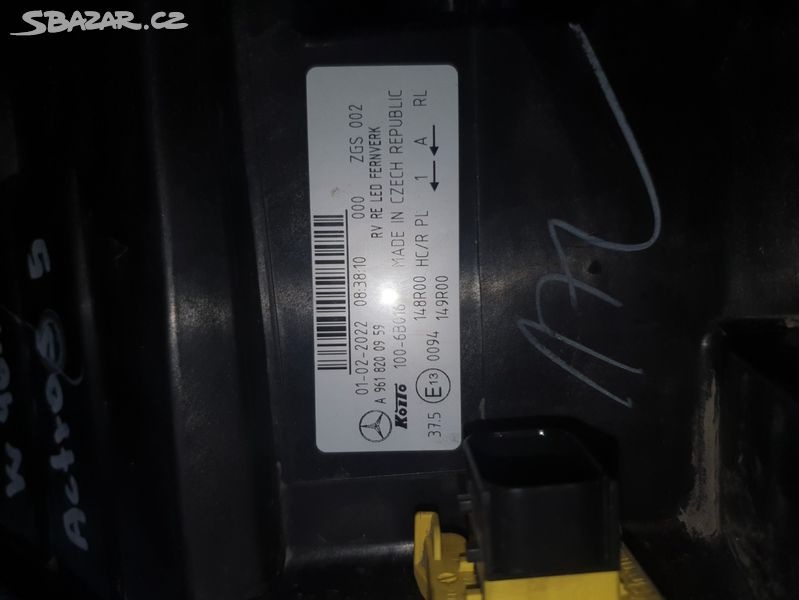 SBAZAR.CZ
01-02-2022 08:38:10 000 ZGS 002
A 961 820 09 59 RV RE LED FERNVERK
KOITO 100-6B016 MADE IN CZECH REPUBLIC
37.5 E13 0094 148R00 HC/R PL 1 A RL
149R00
Actros 5